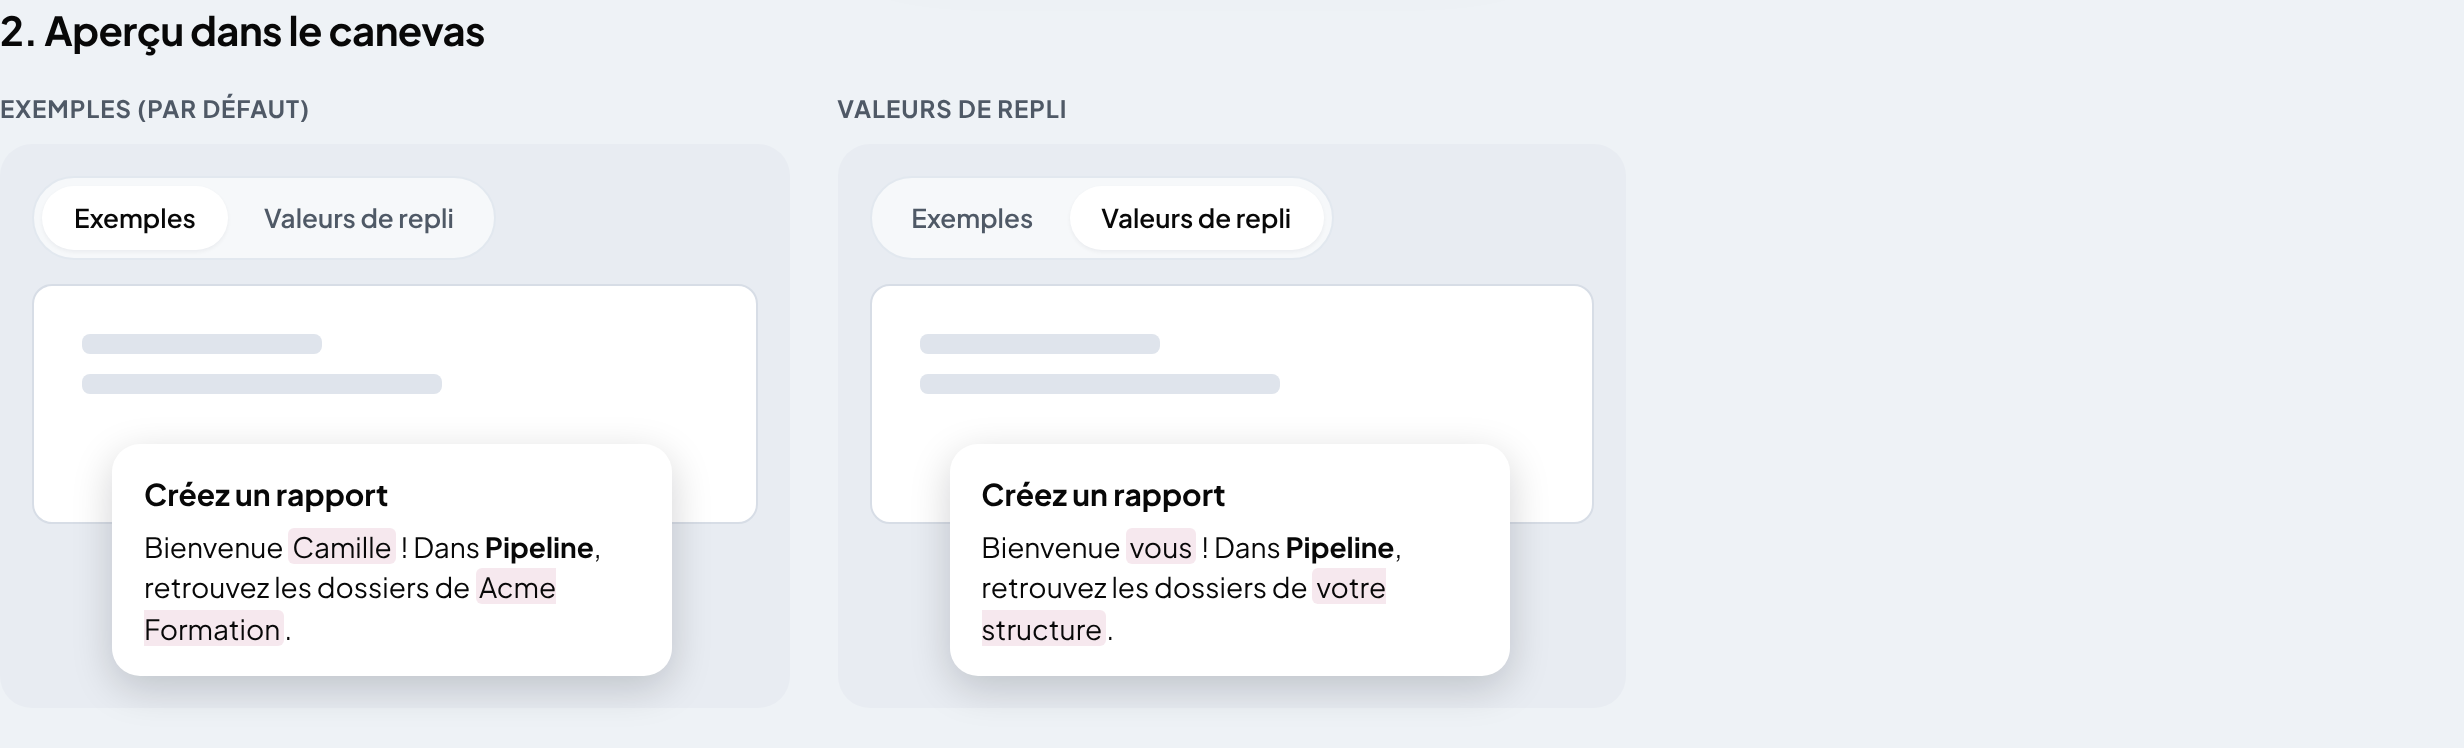 2. Aperçu dans le canevas
EXEMPLES (PAR DÉFAUT)
Exemples
Valeurs de repli
Créez un rapport
Bienvenue Camille ! Dans Pipeline,
retrouvez les dossiers de Acme
Formation .
VALEURS DE REPLI
Exemples
Valeurs de repli
Créez un rapport
Bienvenue vous ! Dans Pipeline,
retrouvez les dossiers de votre
structure .